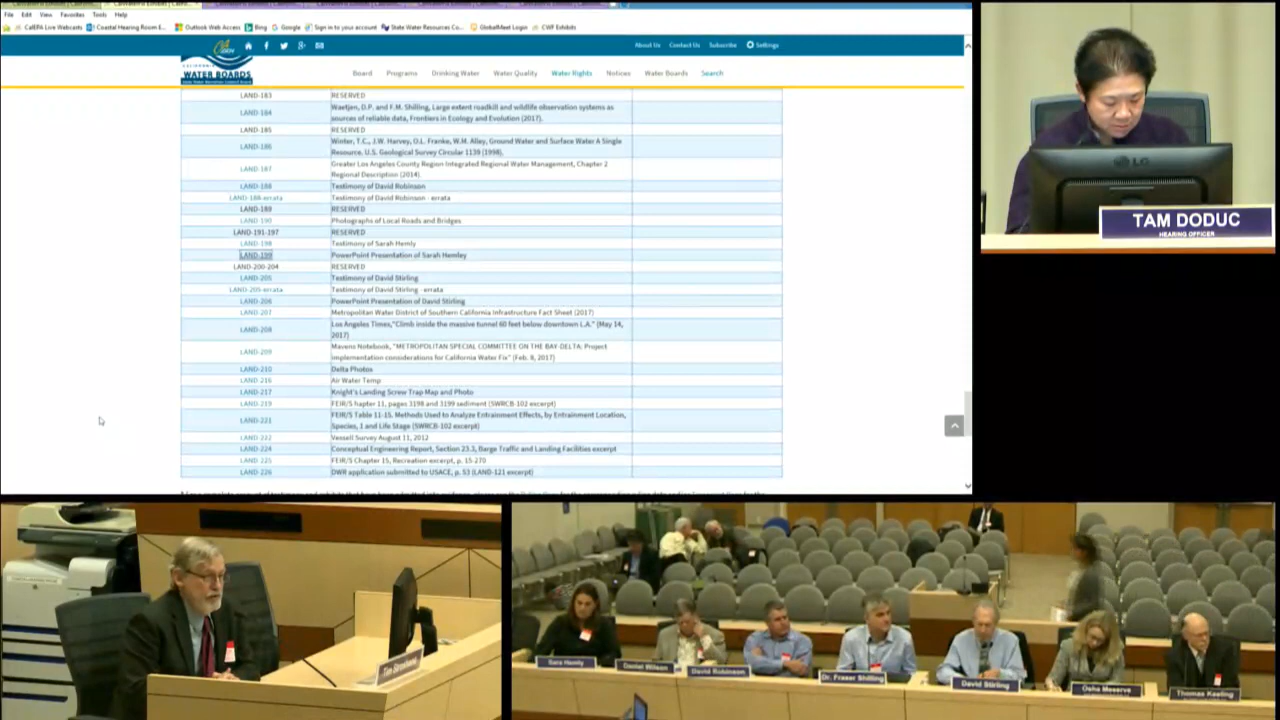 File Edit View Favorites Tools Help
CalEPA Live Webcasts Coastal Hearing Room E... Outlook Web Access Bing Google Sign in to your account State Water Resources Co... GlobalMeet Login CWF Exhibits
About Us Contact Us Subscribe Settings
CALIFORNIA
WATER BOARDS
Board Programs Drinking Water Water Quality Water Rights Notices Water Boards Search
LAND-183 RESERVED
LAND-184 Waetjen, D.P. and F.M. Shilling, Large extent roadkill and wildlife observation systems as
sources of reliable data, Frontiers in Ecology and Evolution (2017).
LAND-185 RESERVED
LAND-186 Winter, T.C., J.W. Harvey, O.L. Franke, W.M. Alley, Ground Water and Surface Water A Single
Resource, U.S. Geological Survey Circular 1139 (1998).
LAND-187 Greater Los Angeles County Region Integrated Regional Water Management, Chapter 2
Regional Description (2014)
LAND-188 Testimony of David Robinson
LAND-188-errata Testimony of David Robinson - errata
LAND-189 RESERVED
LAND-190 Photographs of Local Roads and Bridges
LAND-191-197 RESERVED
LAND-198 Testimony of Sarah Hemly
LAND-199 PowerPoint Presentation of Sarah Hemley
LAND-200-204 RESERVED
LAND-205 Testimony of David Stirling
LAND-205-errata Testimony of David Stirling - errata
LAND-206 PowerPoint Presentation of David Stirling
LAND-207 Metropolitan Water District of Southern California Infrastructure Fact Sheet (2017)
LAND-208 Los Angeles Times,"Climb inside the massive tunnel 60 feet below downtown L.A." (May 14,
2017)
LAND-209 Mavens Notebook, "METROPOLITAN SPECIAL COMMITTEE ON THE BAY-DELTA: Project
implementation considerations for California Water Fix" (Feb. 8, 2017)
LAND-210 Delta Photos
LAND-216 Air Water Temp
LAND-217 Knight's Landing Screw Trap Map and Photo
LAND-219 FEIR/S hapter 11, pages 3198 and 3199 sediment (SWRCB-102 excerpt)
LAND-221 FEIR/S Table 11-15. Methods Used to Analyze Entrainment Effects, by Entrainment Location,
Species, 1 and Life Stage (SWRCB-102 excerpt)
LAND-222 Vessell Survey August 11, 2012
LAND-224 Conceptual Engineering Report, Section 23.3, Barge Traffic and Landing Facilities excerpt
LAND-225 FEIR/S Chapter 15, Recreation excerpt, p. 15-270
LAND-226 DWR application submitted to USACE, p. 53 (LAND-121 excerpt)
LG
TAM DODUC
HEARING OFFICER
Sara Hemly
Daniel Wilson
David Robinson
Dr. Fraser Shilling
David Stirling
Osha Meserve
Thomas Keeling